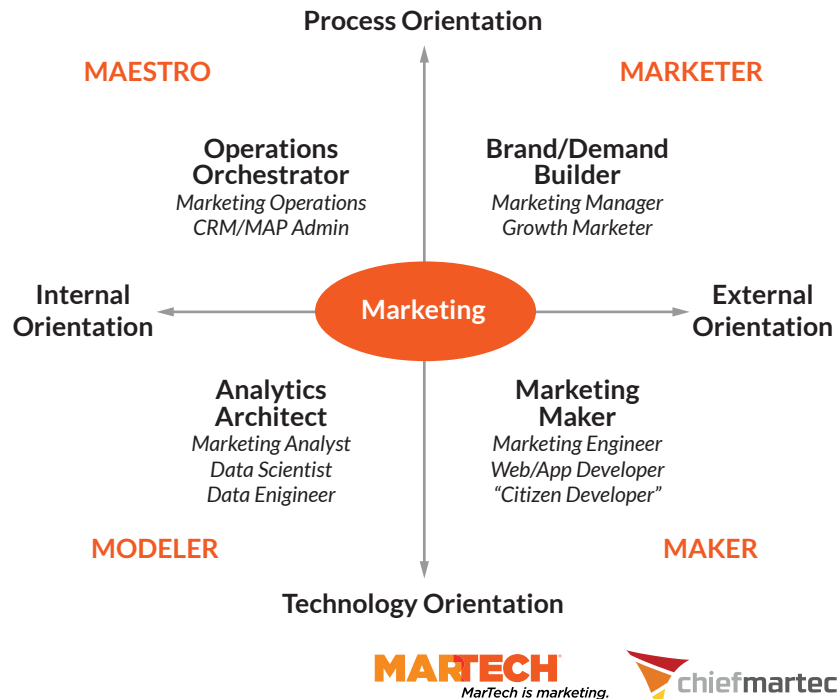 Process Orientation
MAESTRO
MARKETER
Operations
Orchestrator
Marketing Operations
CRM/MAP Admin
Brand/Demand
Builder
Marketing Manager
Growth Marketer
Internal
Orientation
Marketing
External
Orientation
Analytics
Architect
Marketing Analyst
Data Scientist
Data Enigineer
Marketing
Maker
Marketing Engineer
Web/App Developer
“Citizen Developer”
MODELER
MAKER
Technology Orientation
MARTECH
MarTech is marketing.
chiefmartec